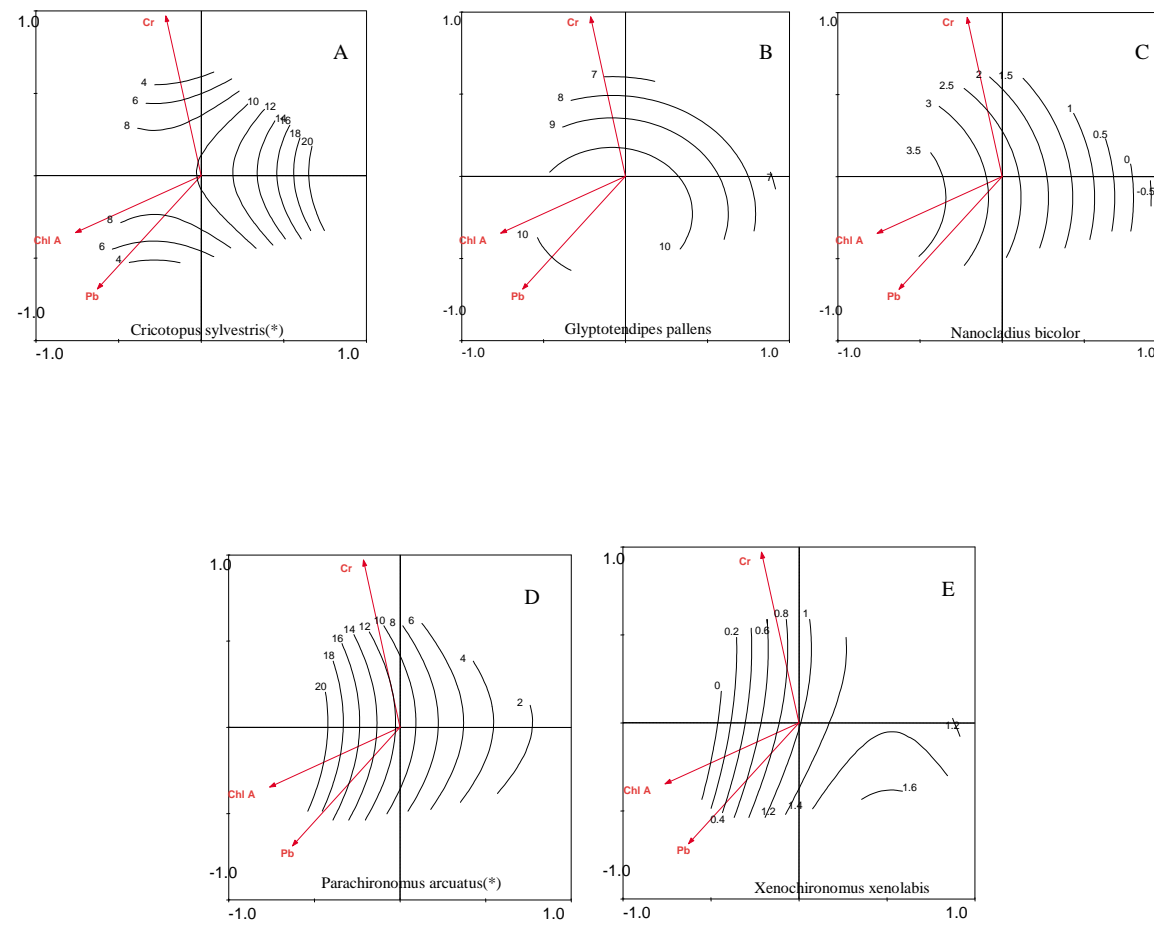 1.0
Cr
A
4
6
8
10
12
14
16
18
20
8
6
4
Chl A
Pb
-1.0
Cricotopus sylvestris(*)
-1.0 1.0
1.0
Cr
B
7
8
9
7
10
10
Chl A
Pb
-1.0
Glyptotendipes pallens
-1.0 1.0
1.0
Cr
C
2 1.5
2.5
3
1
0.5
3.5
0
-0.5
Chl A
Pb
-1.0
Nanocladius bicolor
-1.0 1.0
1.0
Cr
D
20
18
16
14
12
10
8
6
4
2
Chl A
Pb
-1.0
Parachironomus arcuatus(*)
-1.0 1.0
1.0
Cr
E
0
0.2
0.6
0.8
1
1.2
Chl A
0.4
1.2
1.4
1.6
Pb
-1.0
Xenochironomus xenolabis
-1.0 1.0